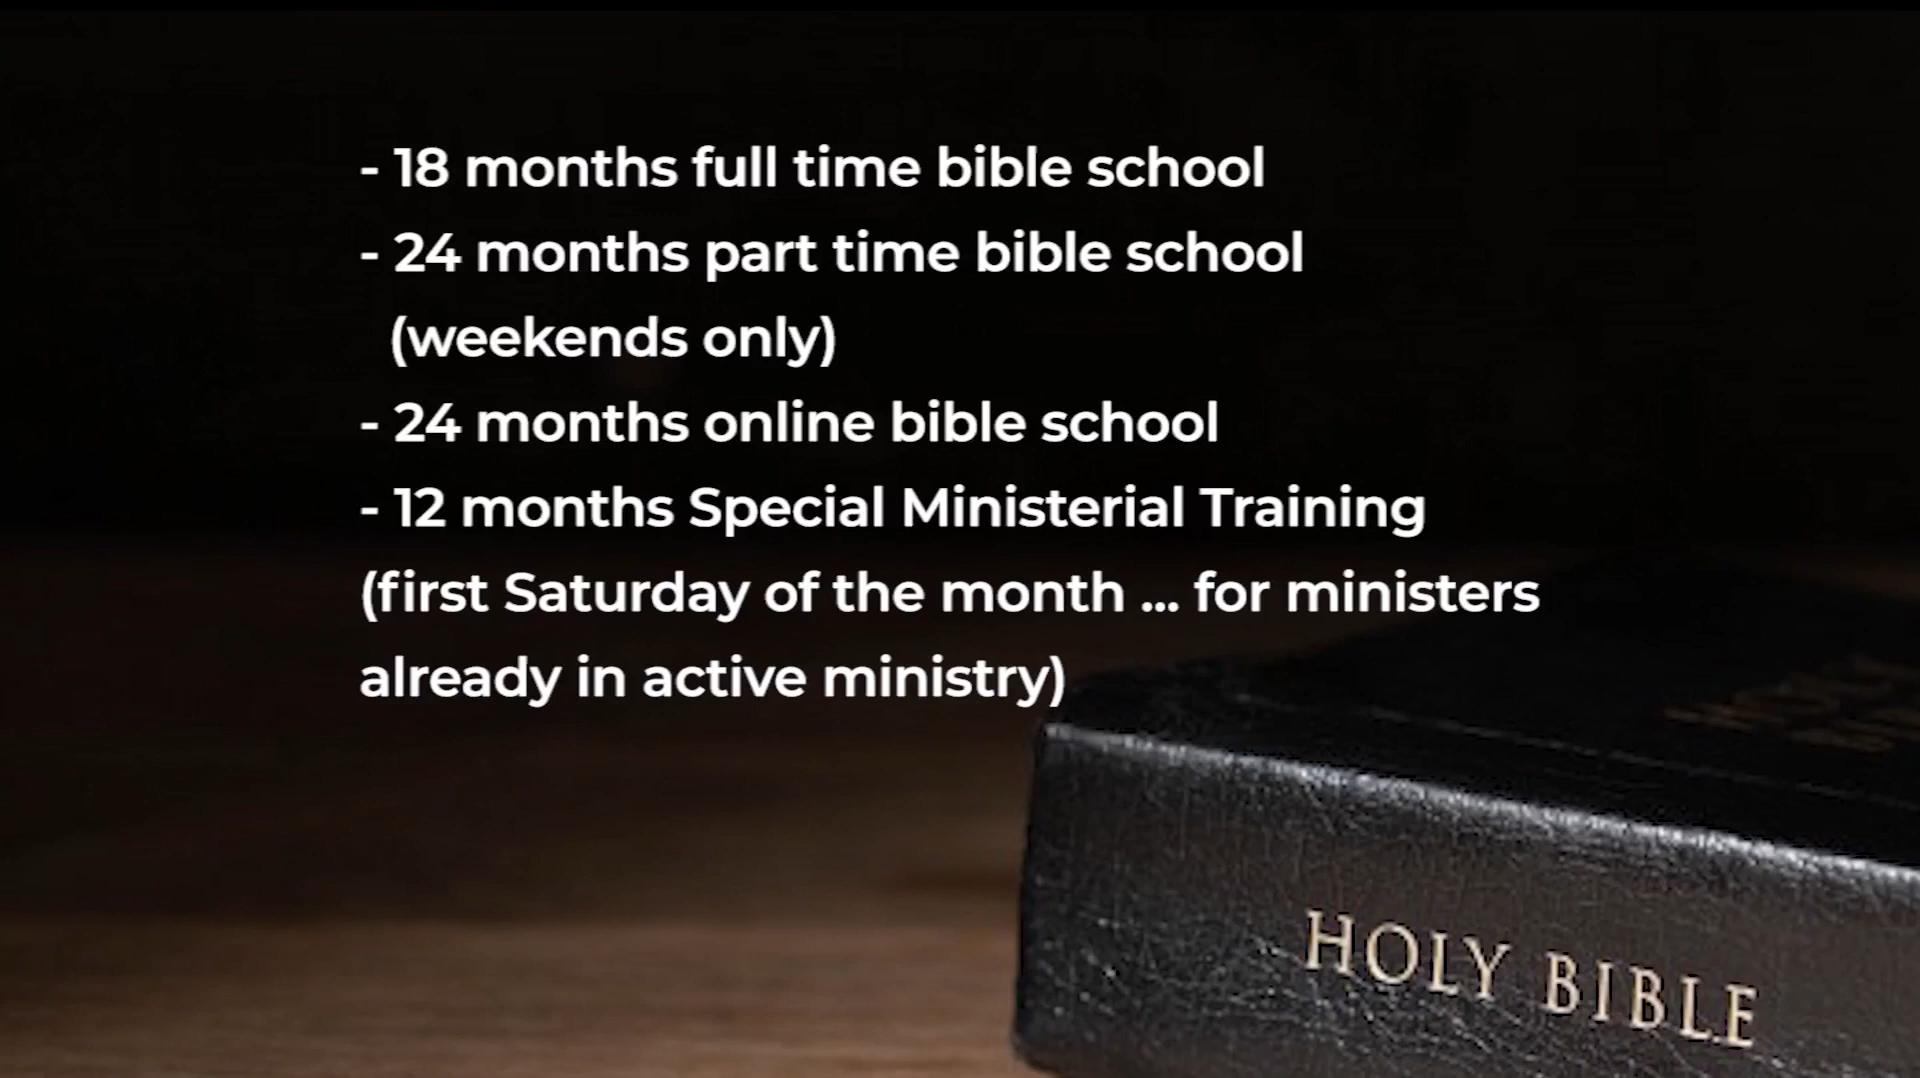 - 18 months full time bible school
- 24 months part time bible school
(weekends only)
- 24 months online bible school
- 12 months Special Ministerial Training
(first Saturday of the month ... for ministers
already in active ministry)
HOLY BIBLE